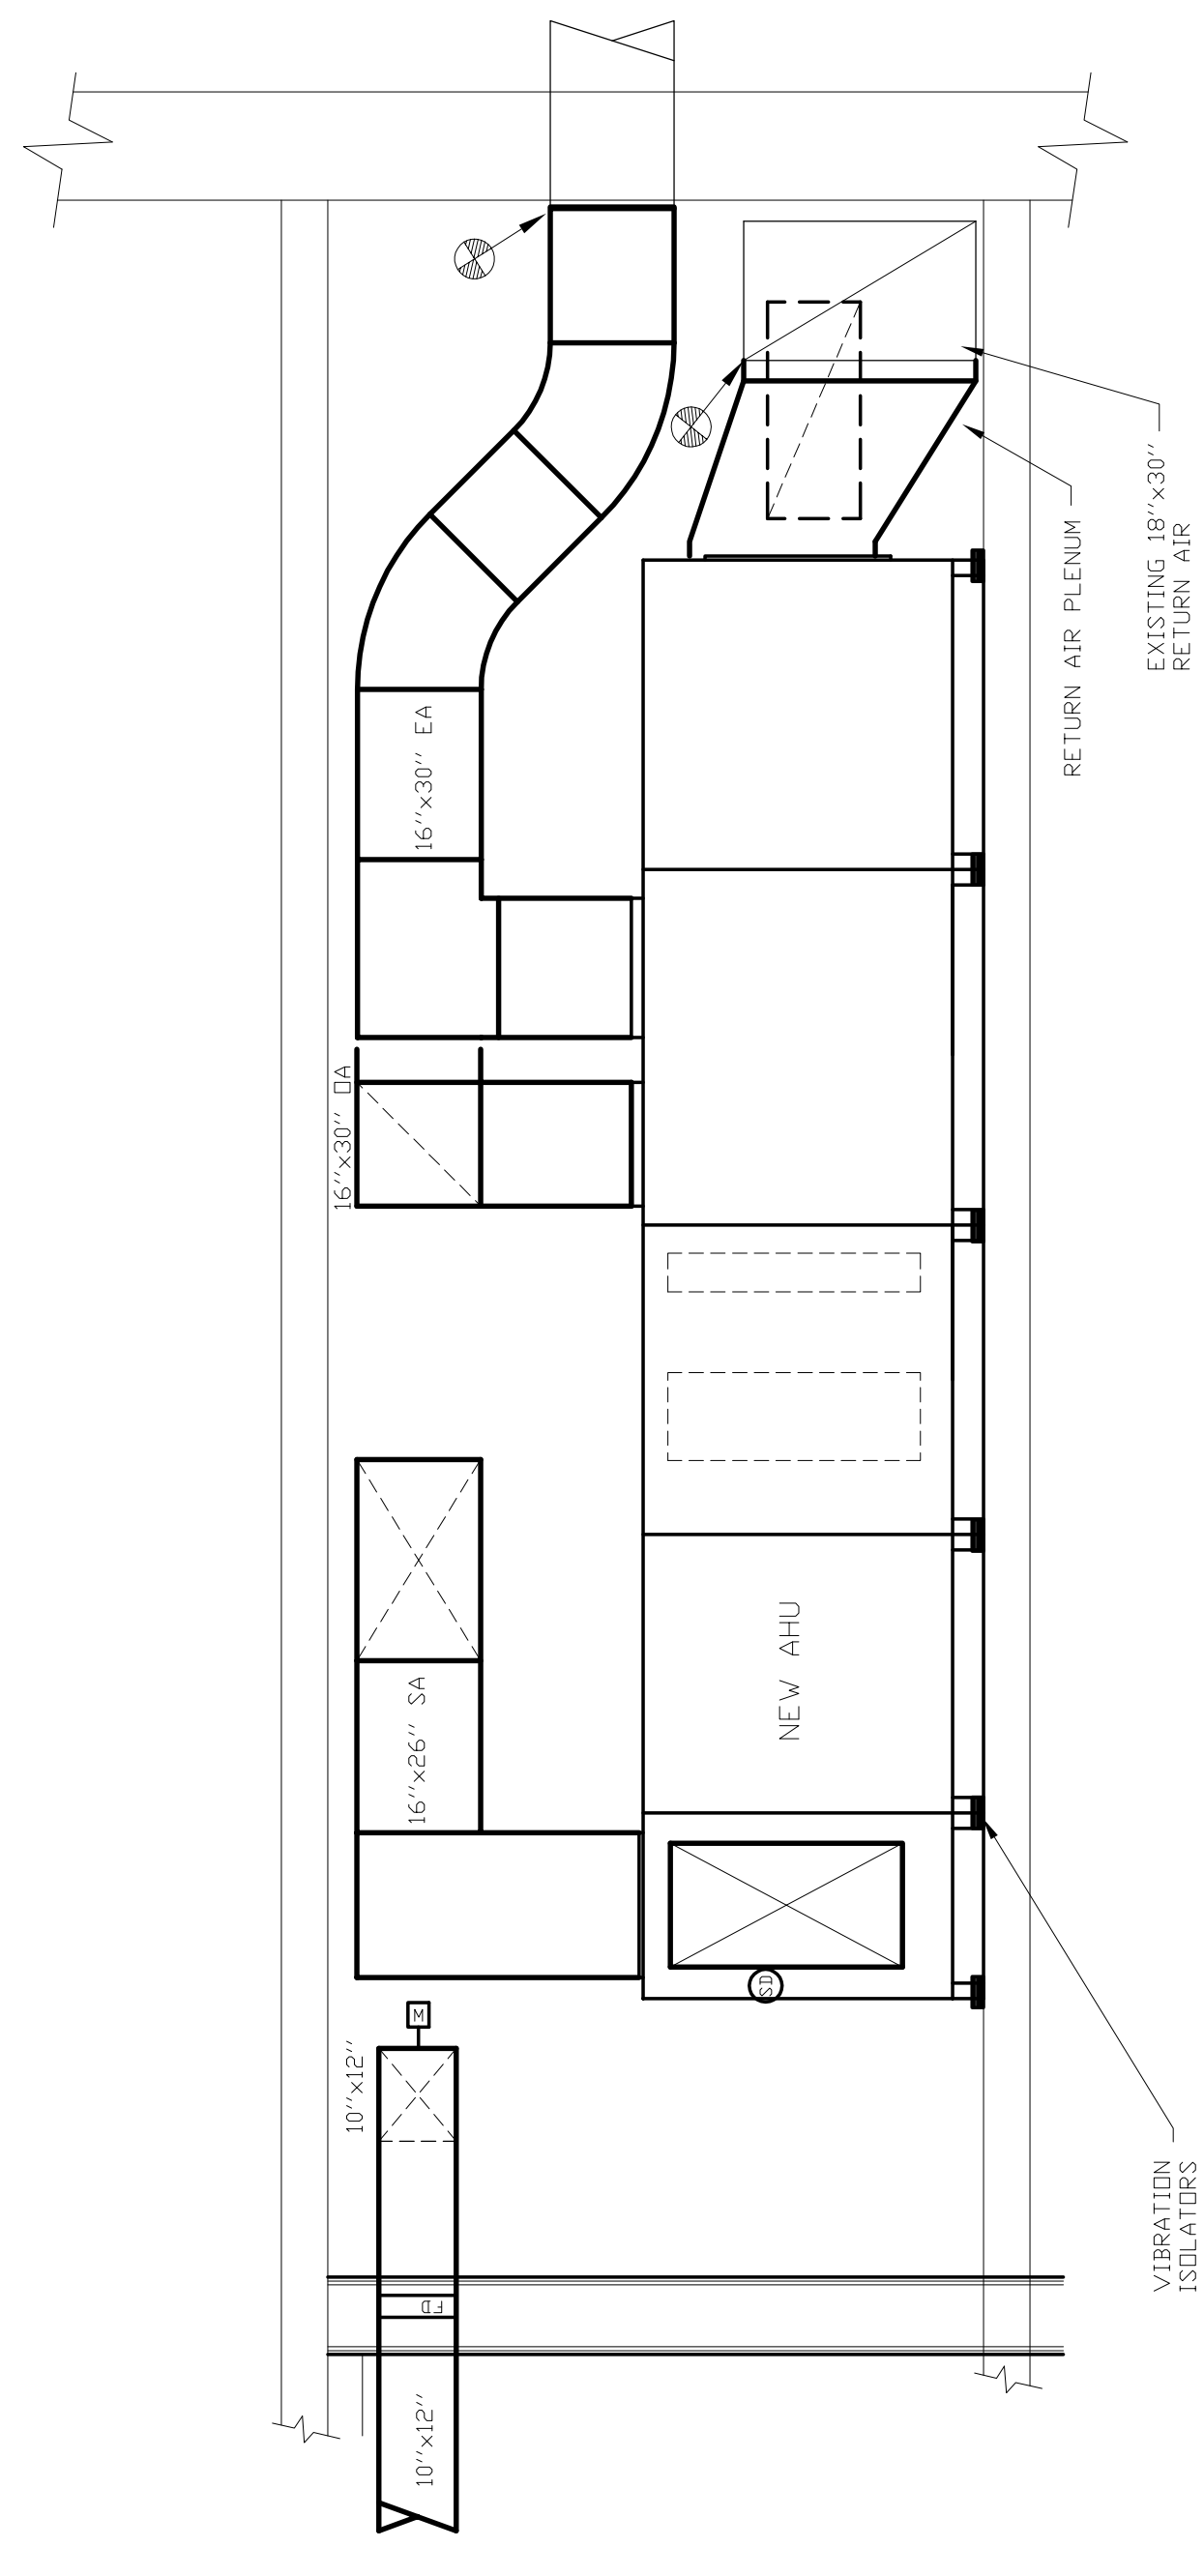 16"x30" EA
16"x30" OA
16"x26" SA
10"x12"
M
FD
10"x12"
NEW AHU
SD
RETURN AIR PLENUM
EXISTING 18"x30"
RETURN AIR
VIBRATION
ISOLATORS